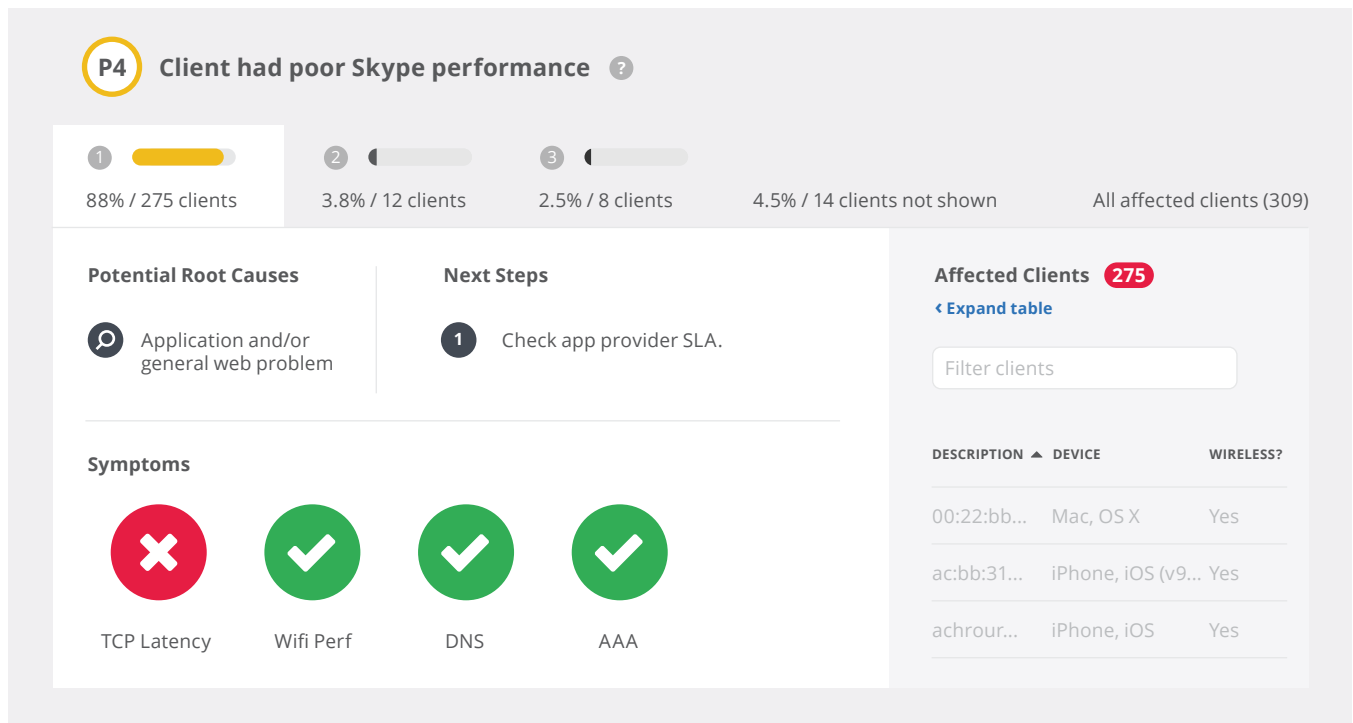 P4 Client had poor Skype performance ?
1
88% / 275 clients
2
3.8% / 12 clients
3
2.5% / 8 clients
4.5% / 14 clients not shown
All affected clients (309)
Potential Root Causes
Application and/or
general web problem
Next Steps
1 Check app provider SLA.
Symptoms
TCP Latency
Wifi Perf
DNS
AAA
Affected Clients 275
‹ Expand table
Filter clients
DESCRIPTION DEVICE WIRELESS?
00:22:bb... Mac, OS X Yes
ac:bb:31... iPhone, iOS (v9... Yes
achrour... iPhone, iOS Yes